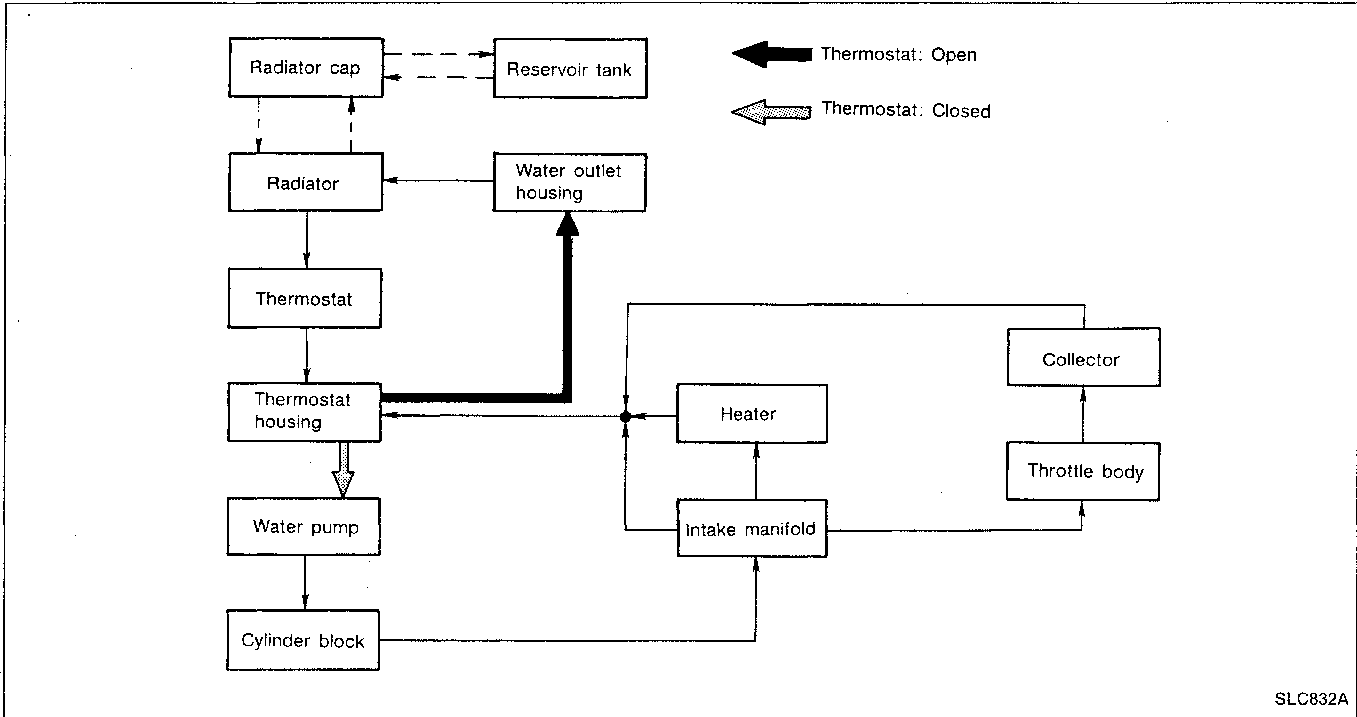 Radiator cap
Reservoir tank
Thermostat: Open
Thermostat: Closed
Radiator
Water outlet
housing
Thermostat
Thermostat
housing
Collector
Heater
Throttle body
Water pump
Intake manifold
Cylinder block
SLC832A